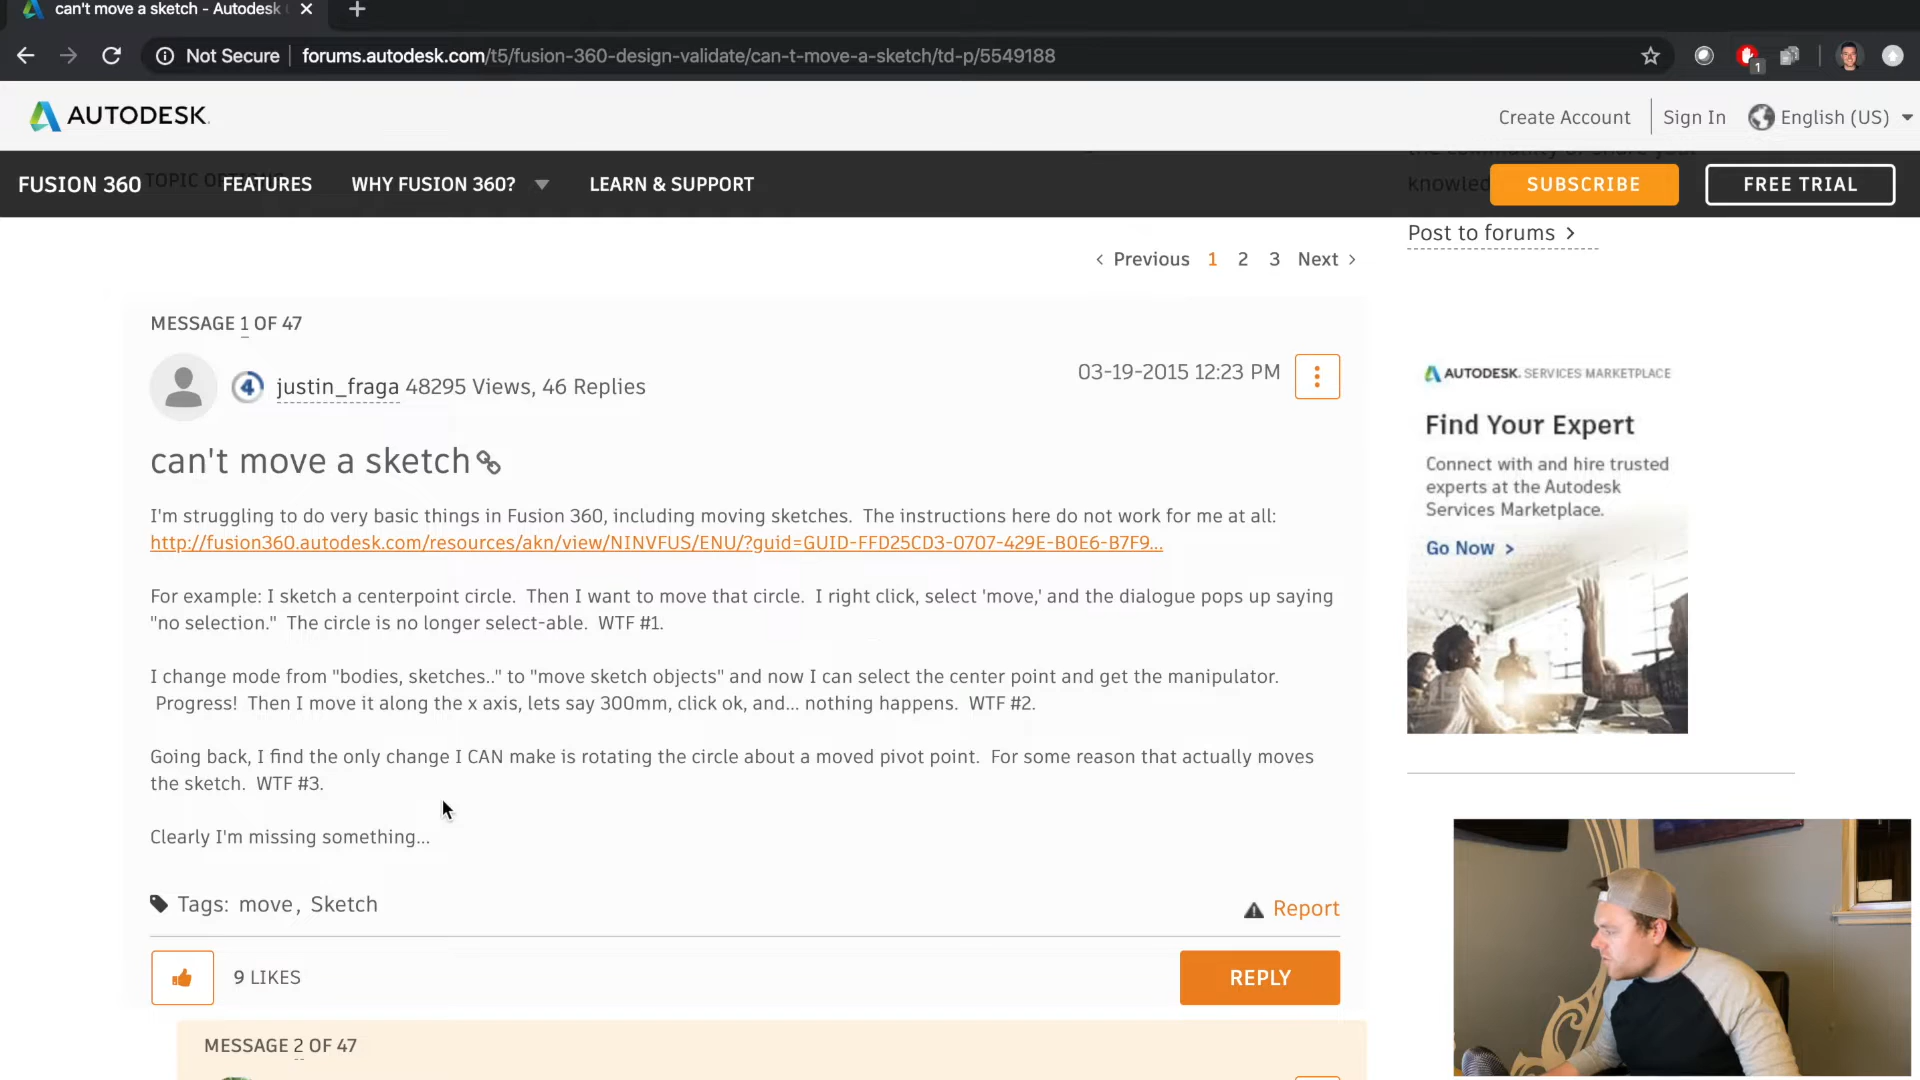 can't move a sketch - Autodesk
Not Secure forums.autodesk.com/t5/fusion-360-design-validate/can-t-move-a-sketch/td-p/5549188
1
AUTODESK.
Create Account Sign In English (US)
FUSION 360 FEATURES WHY FUSION 360? LEARN & SUPPORT SUBSCRIBE FREE TRIAL
Post to forums >
< Previous 1 2 3 Next >
MESSAGE 1 OF 47
4 justin_fraga 48295 Views, 46 Replies
03-19-2015 12:23 PM
can't move a sketch
I'm struggling to do very basic things in Fusion 360, including moving sketches. The instructions here do not work for me at all:
http://fusion360.autodesk.com/resources/akn/view/NINVFUS/ENU/?guid=GUID-FFD25CD3-0707-429E-B0E6-B7F9...
For example: I sketch a centerpoint circle. Then I want to move that circle. I right click, select 'move,' and the dialogue pops up saying
"no selection." The circle is no longer select-able. WTF #1.
I change mode from "bodies, sketches.." to "move sketch objects" and now I can select the center point and get the manipulator.
Progress! Then I move it along the x axis, lets say 300mm, click ok, and... nothing happens. WTF #2.
Going back, I find the only change I CAN make is rotating the circle about a moved pivot point. For some reason that actually moves
the sketch. WTF #3.
Clearly I'm missing something...
Tags: move, Sketch
Report
9 LIKES
REPLY
MESSAGE 2 OF 47
AUTODESK. SERVICES MARKETPLACE
Find Your Expert
Connect with and hire trusted
experts at the Autodesk
Services Marketplace.
Go Now >